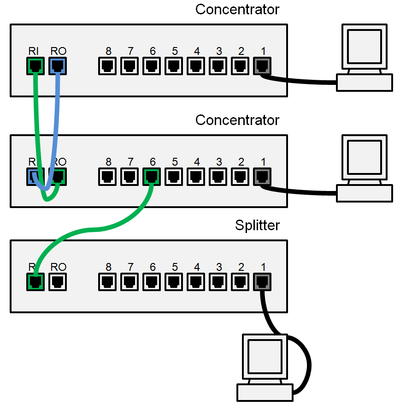 Concentrator
RI RO 8 7 6 5 4 3 2 1
Concentrator
R RO 8 7 6 5 4 3 2 1
Splitter
R RO 8 7 6 5 4 3 2 1